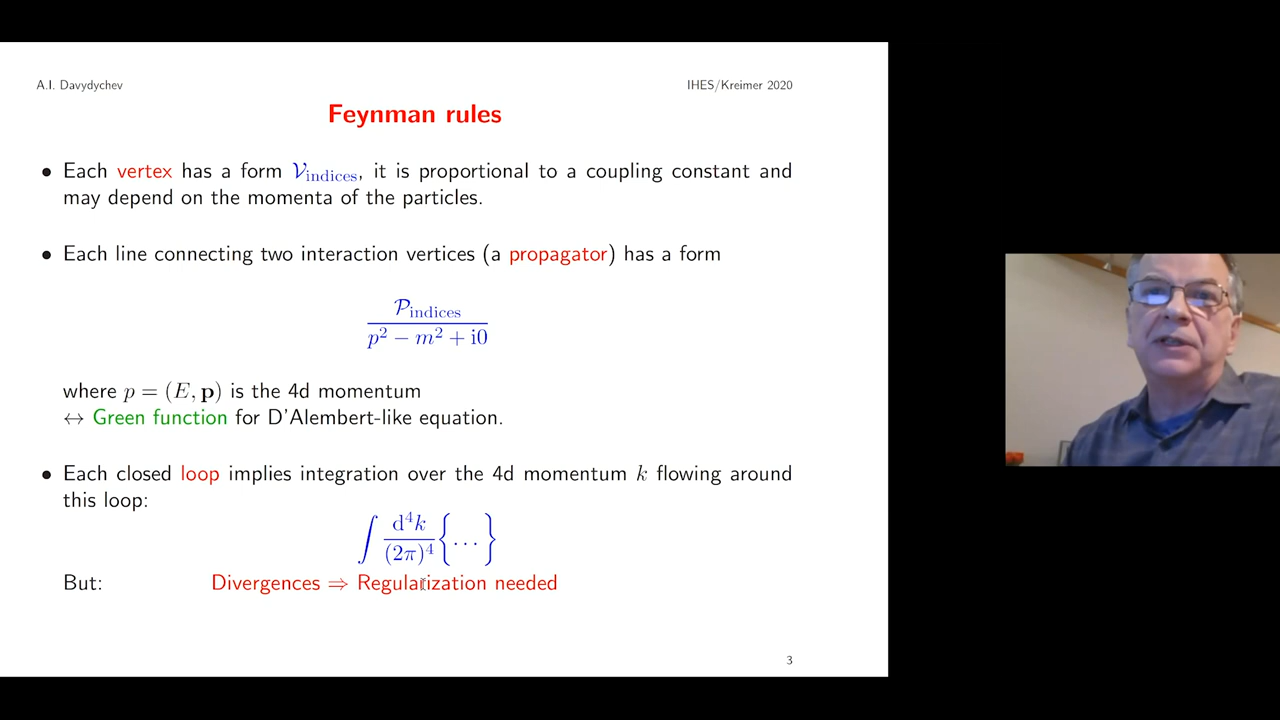 A.I. Davydychev
IHES/Kreimer 2020
Feynman rules
• Each vertex has a form 𝒱_indices, it is proportional to a coupling constant and
may depend on the momenta of the particles.
• Each line connecting two interaction vertices (a propagator) has a form
𝒫_indices
p² − m² + i0
where p = (E, p) is the 4d momentum
↔ Green function for D'Alembert-like equation.
• Each closed loop implies integration over the 4d momentum k flowing around
this loop:
∫ d⁴k / (2π)⁴ { ... }
But: Divergences ⇒ Regularization needed
3